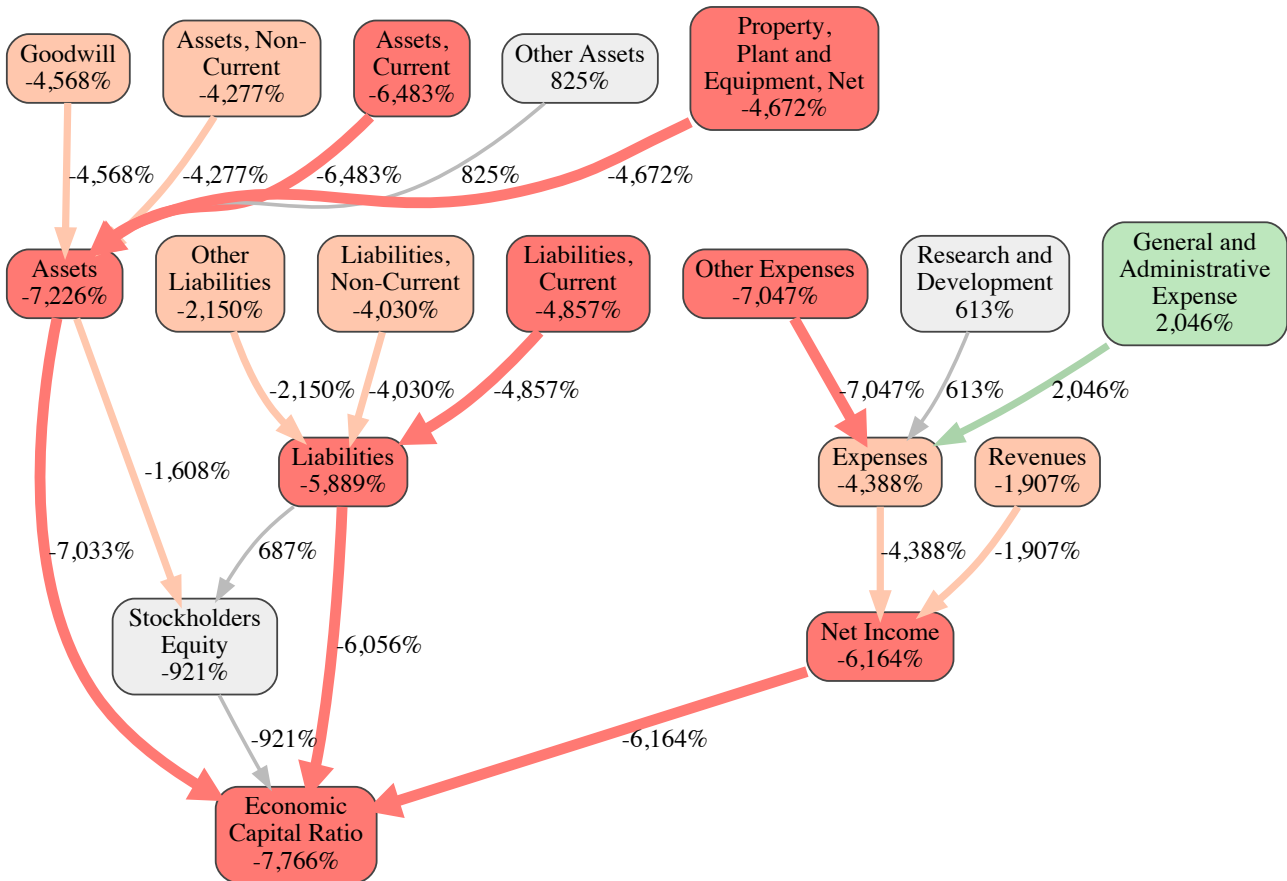 Goodwill
-4,568%
Assets, Non-
Current
-4,277%
Assets,
Current
-6,483%
Other Assets
825%
Property,
Plant and
Equipment, Net
-4,672%
-4,568%
-4,277%
-6,483%
825%
-4,672%
Assets
-7,226%
Other
Liabilities
-2,150%
Liabilities,
Non-Current
-4,030%
Liabilities,
Current
-4,857%
Other Expenses
-7,047%
Research and
Development
613%
General and
Administrative
Expense
2,046%
-2,150%
-4,030%
-4,857%
-7,047%
613%
2,046%
Liabilities
-5,889%
Expenses
-4,388%
Revenues
-1,907%
-1,608%
-7,033%
687%
-4,388%
-1,907%
Stockholders
Equity
-921%
-6,056%
Net Income
-6,164%
-921%
-6,164%
Economic
Capital Ratio
-7,766%